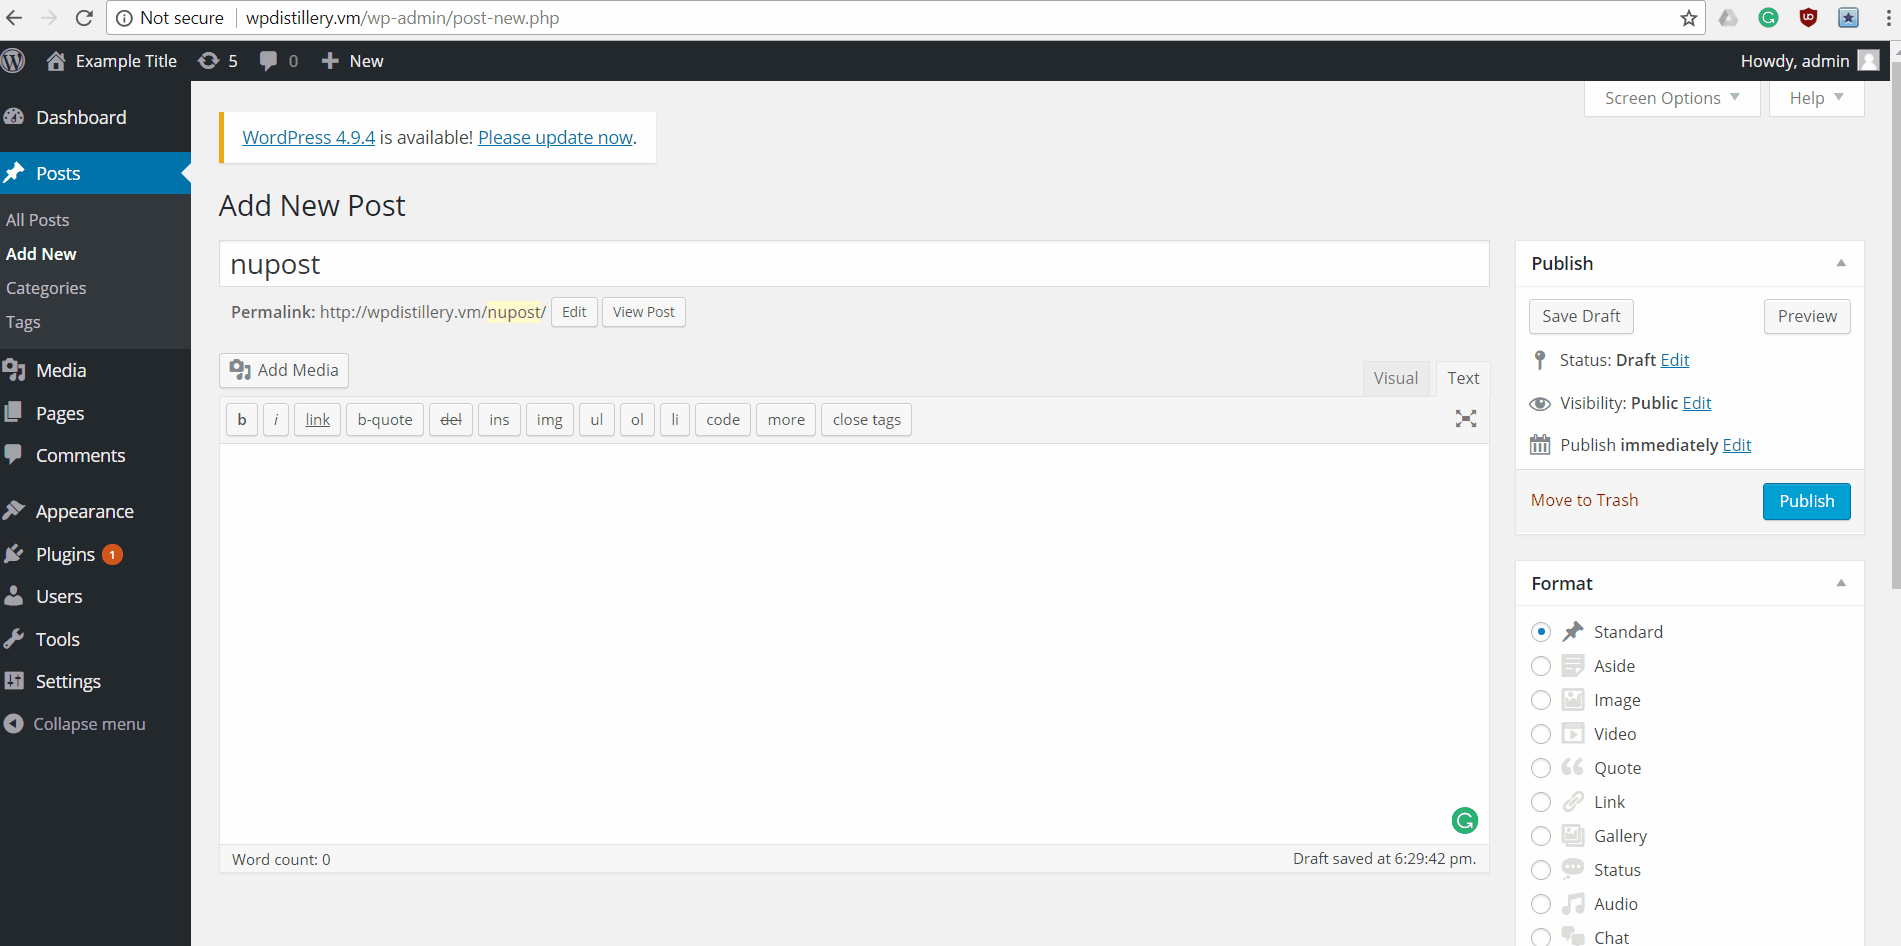 Not secure wpdistillery.vm/wp-admin/post-new.php
Example Title 5 0 New Howdy, admin
Screen Options Help
Dashboard
Posts
All Posts
Add New
Categories
Tags
Media
Pages
Comments
Appearance
Plugins 1
Users
Tools
Settings
Collapse menu
WordPress 4.9.4 is available! Please update now.
Add New Post
nupost
Permalink: http://wpdistillery.vm/nupost/ Edit View Post
Add Media
Visual Text
b i link b-quote del ins img ul ol li code more close tags
Word count: 0 Draft saved at 6:29:42 pm.
Publish
Save Draft Preview
Status: Draft Edit
Visibility: Public Edit
Publish immediately Edit
Move to Trash Publish
Format
Standard
Aside
Image
Video
Quote
Link
Gallery
Status
Audio
Chat